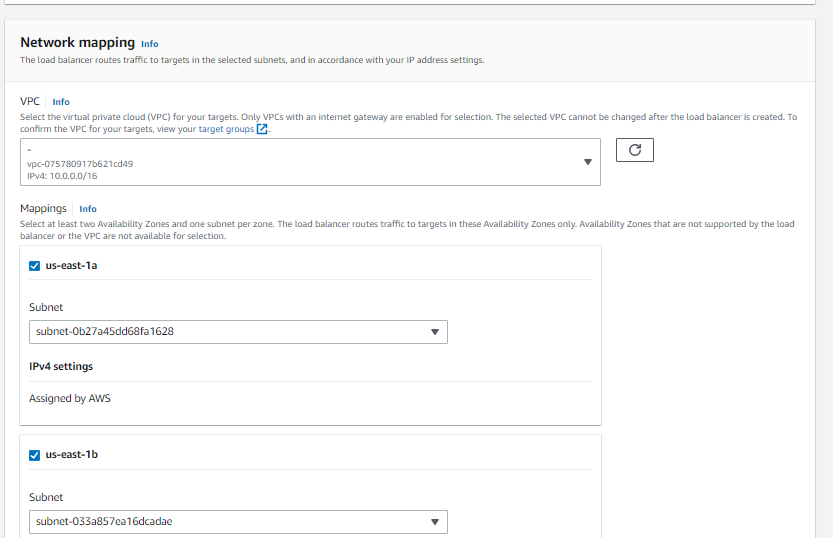 Network mapping Info
The load balancer routes traffic to targets in the selected subnets, and in accordance with your IP address settings.
VPC Info
Select the virtual private cloud (VPC) for your targets. Only VPCs with an internet gateway are enabled for selection. The selected VPC cannot be changed after the load balancer is created. To
confirm the VPC for your targets, view your target groups.
-
vpc-075780917b621cd49
IPv4: 10.0.0.0/16
Mappings Info
Select at least two Availability Zones and one subnet per zone. The load balancer routes traffic to targets in these Availability Zones only. Availability Zones that are not supported by the load
balancer or the VPC are not available for selection.
us-east-1a
Subnet
subnet-0b27a45dd68fa1628
IPv4 settings
Assigned by AWS
us-east-1b
Subnet
subnet-033a857ea16dcadae